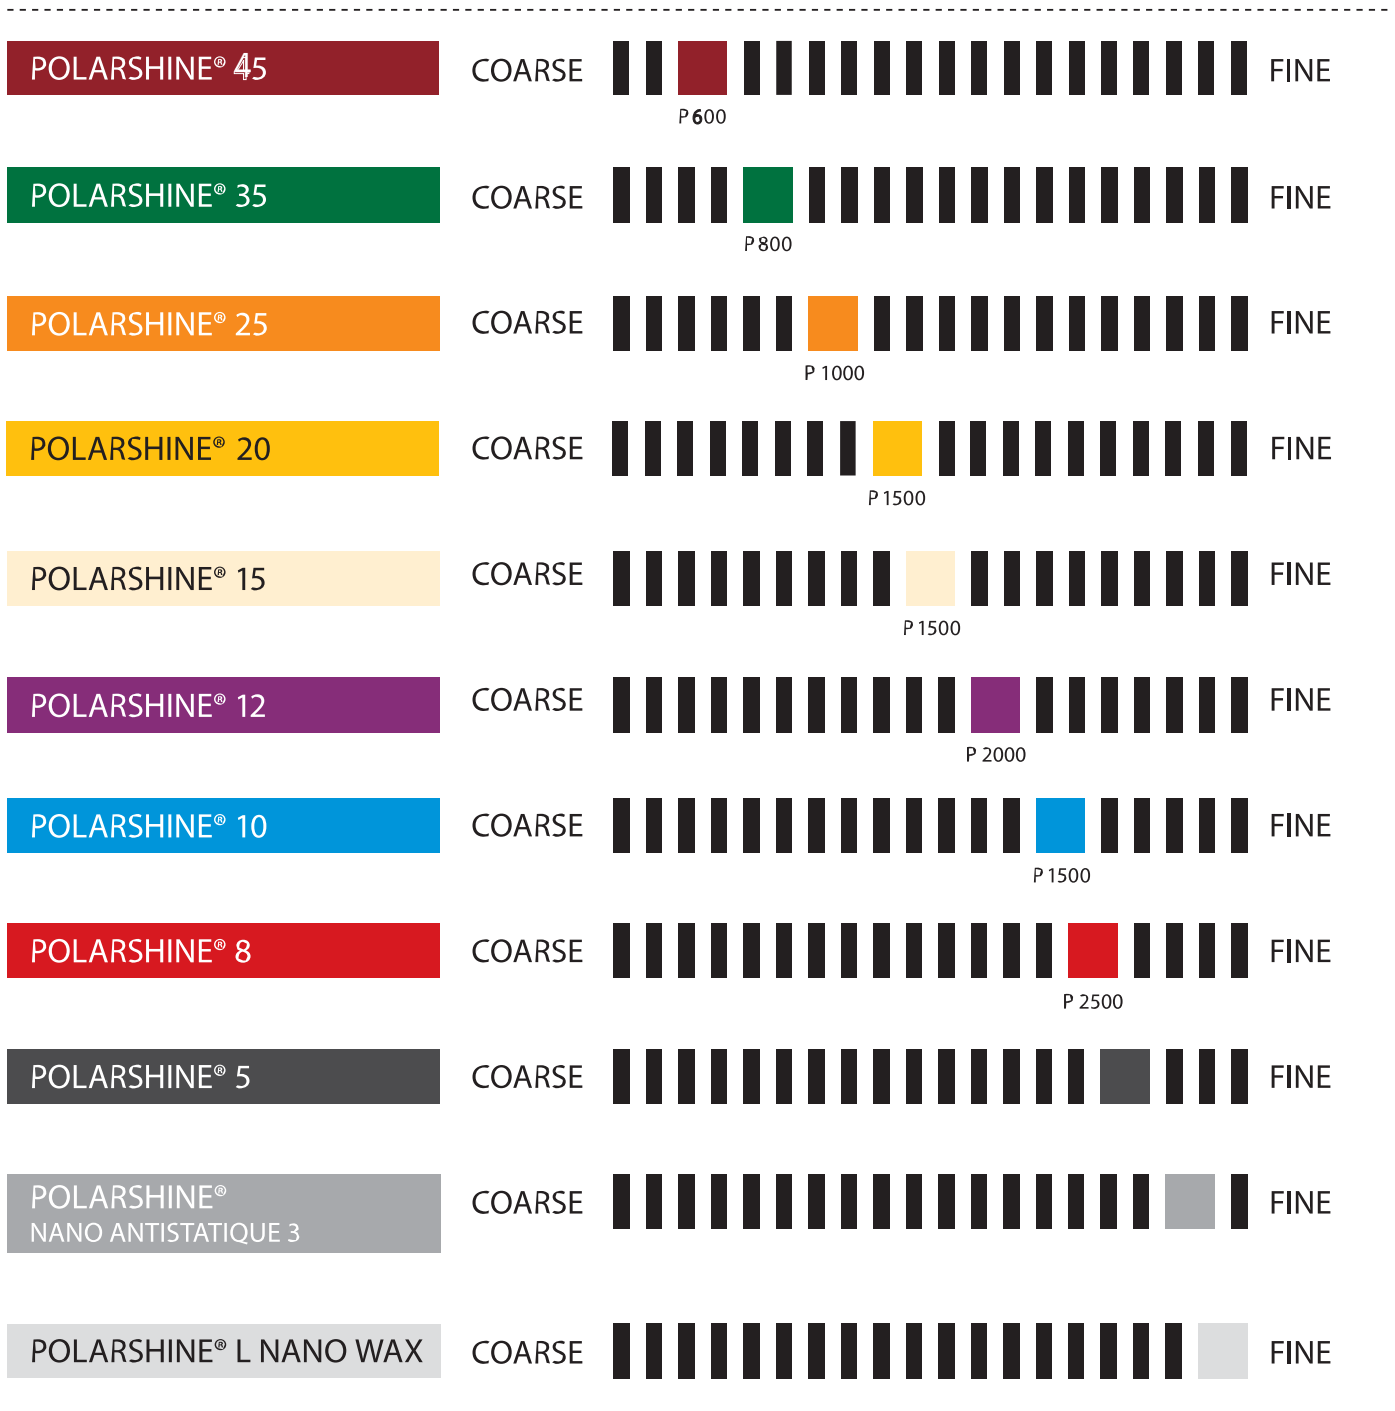 POLARSHINE® 45 COARSE FINE
P 600
POLARSHINE® 35 COARSE FINE
P 800
POLARSHINE® 25 COARSE FINE
P 1000
POLARSHINE® 20 COARSE FINE
P 1500
POLARSHINE® 15 COARSE FINE
P 1500
POLARSHINE® 12 COARSE FINE
P 2000
POLARSHINE® 10 COARSE FINE
P 1500
POLARSHINE® 8 COARSE FINE
P 2500
POLARSHINE® 5 COARSE FINE
POLARSHINE® COARSE FINE
NANO ANTISTATIQUE 3
POLARSHINE® L NANO WAX COARSE FINE